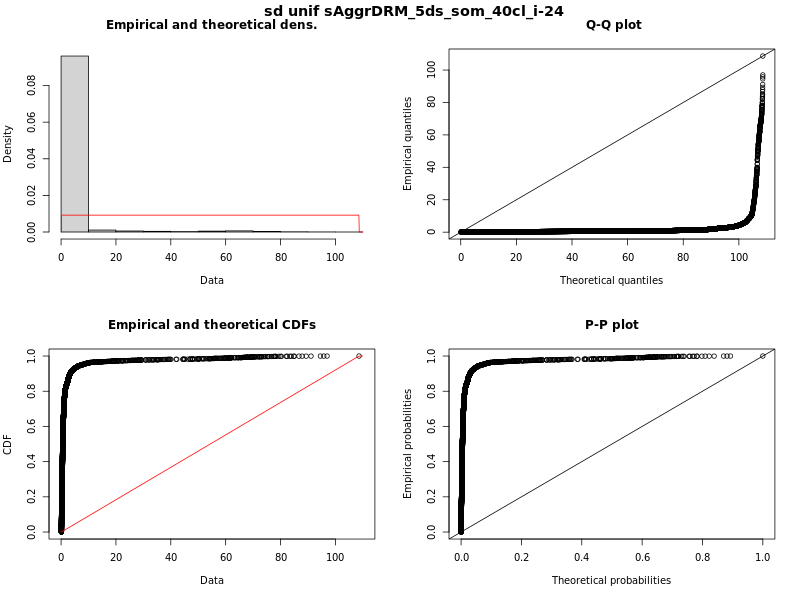 sd unif sAggrDRM_5ds_som_40cl_i-24
Empirical and theoretical dens.
Density
0.00 0.02 0.04 0.06 0.08
0 20 40 60 80 100
Data
Q-Q plot
Empirical quantiles
0 20 40 60 80 100
0 20 40 60 80 100
Theoretical quantiles
Empirical and theoretical CDFs
CDF
0.0 0.2 0.4 0.6 0.8 1.0
0 20 40 60 80 100
Data
P-P plot
Empirical probabilities
0.0 0.2 0.4 0.6 0.8 1.0
0.0 0.2 0.4 0.6 0.8 1.0
Theoretical probabilities